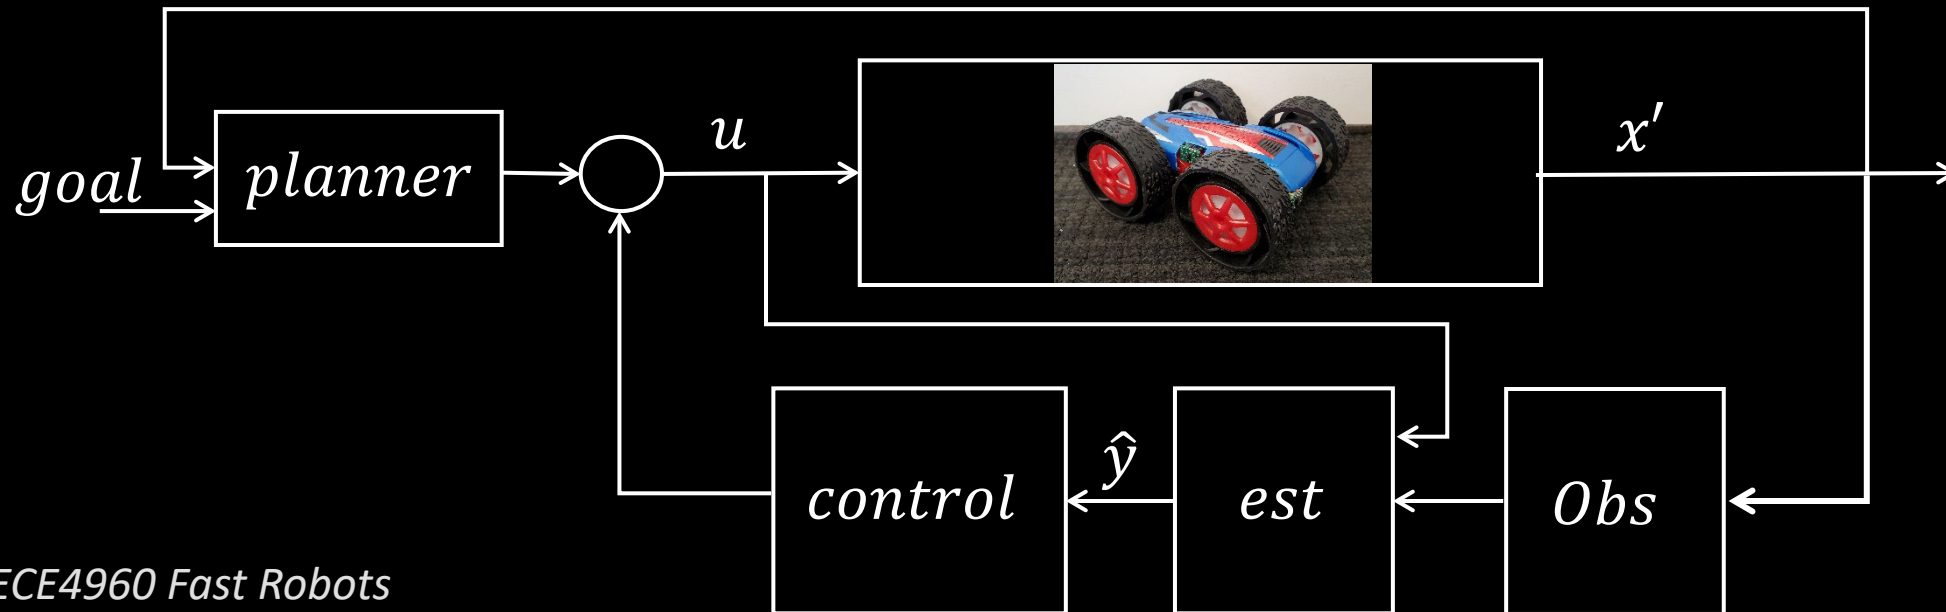 goal
planner
u
x′
control
ŷ
est
Obs
ECE4960 Fast Robots